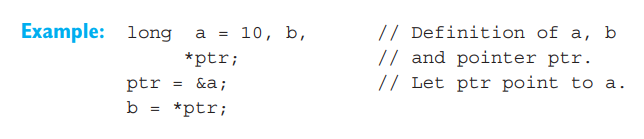 Example: long a = 10, b, // Definition of a, b
*ptr; // and pointer ptr.
ptr = &a; // Let ptr point to a.
b = *ptr;